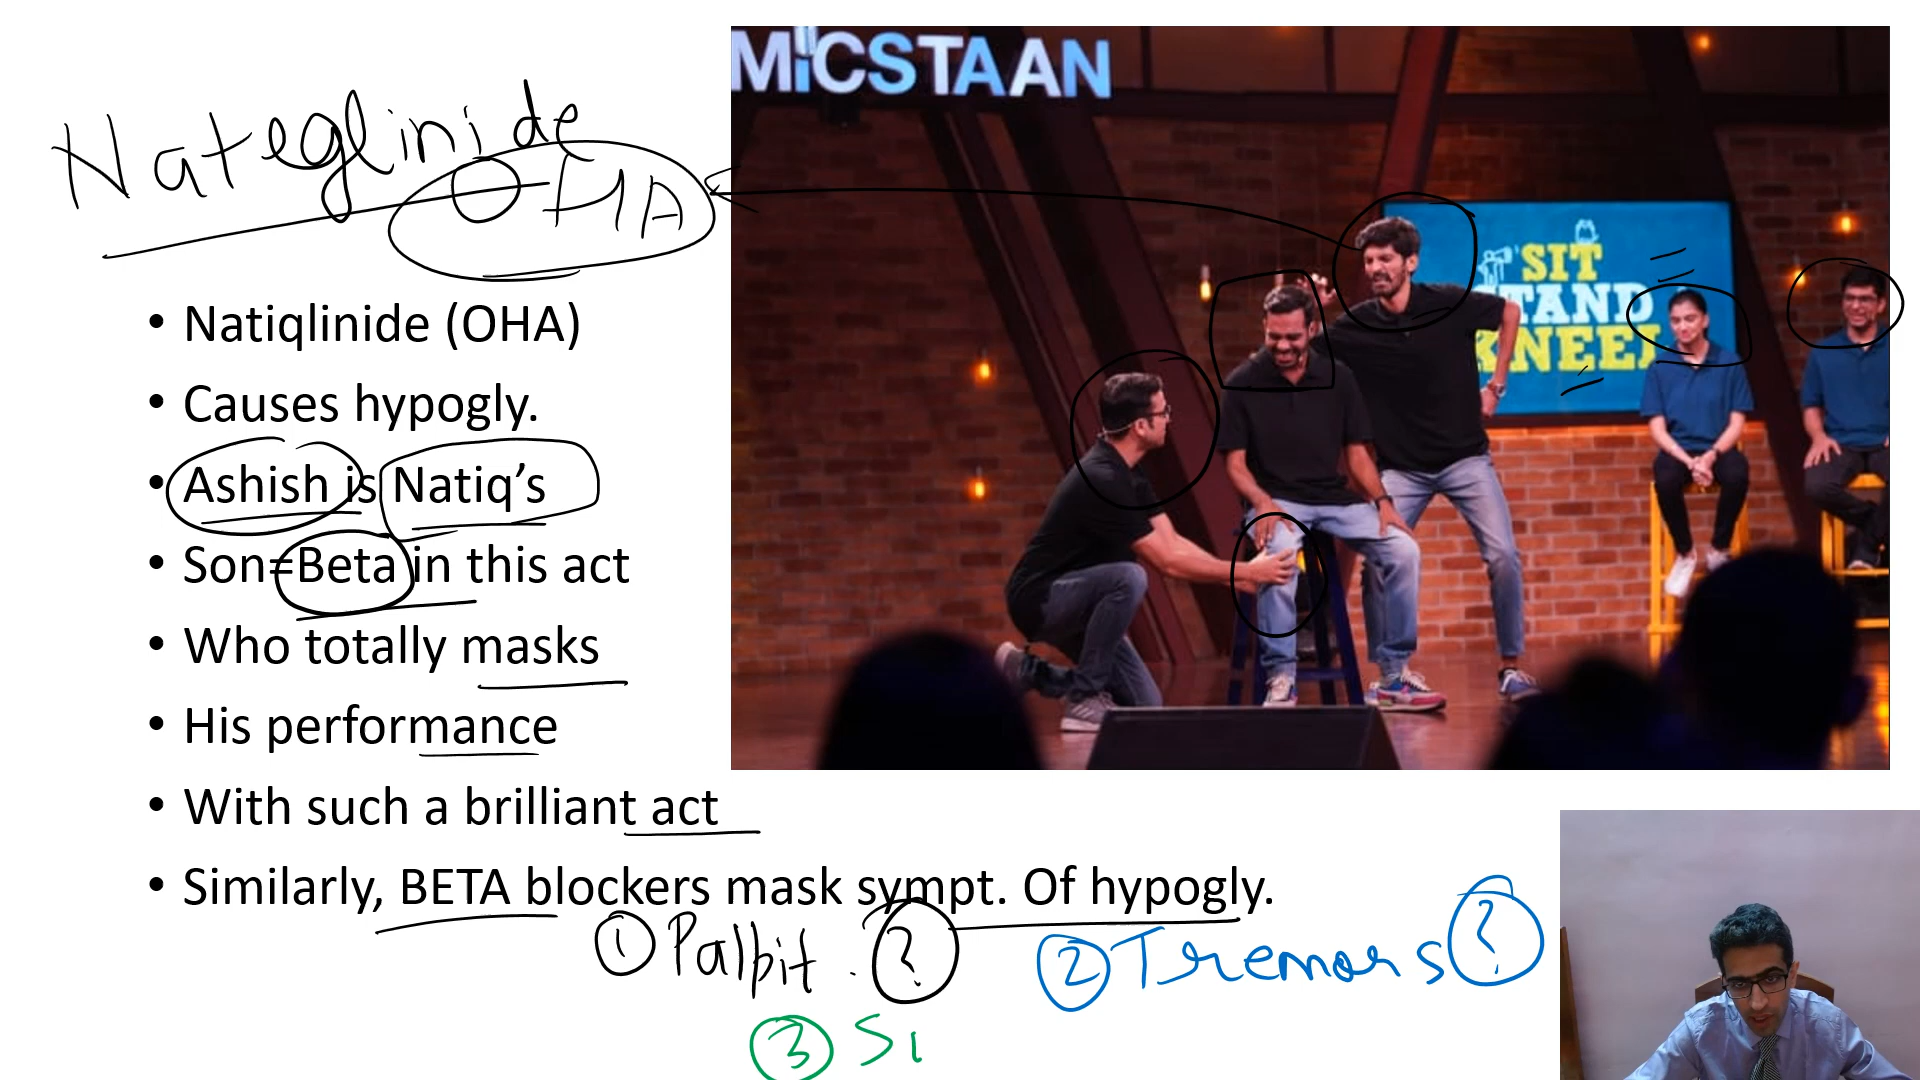 MiCSTAAN
Nateglinide
OHA
SIT
STAND
KNEEL
• Natiqlinide (OHA)
• Causes hypogly.
• Ashish is Natiq’s
• Son=Beta in this act
• Who totally masks
• His performance
• With such a brilliant act
• Similarly, BETA blockers mask sympt. Of hypogly.
① Palpit. ? ② Tremors ?
③ Si